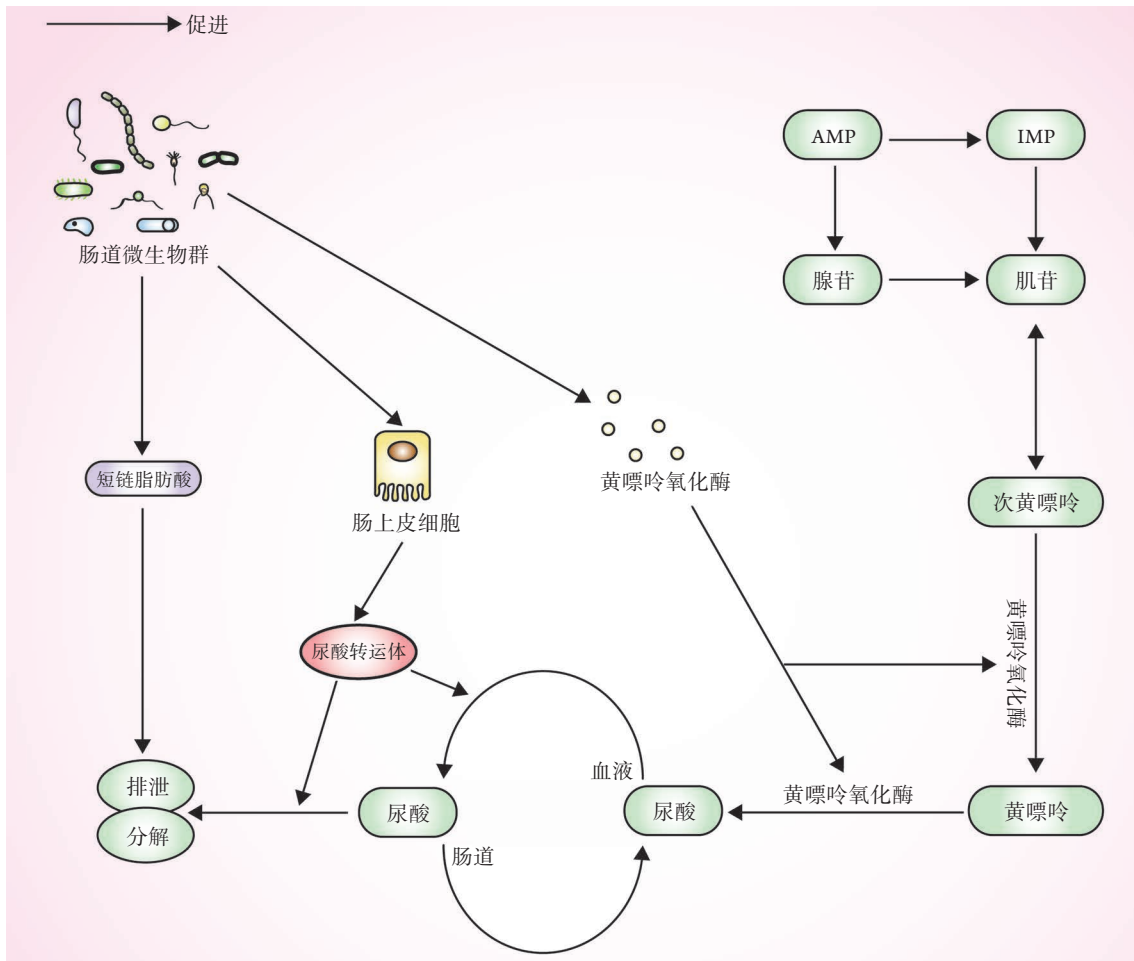 促进
AMP
IMP
肠道微生物群
腺苷
肌苷
短链脂肪酸
黄嘌呤氧化酶
次黄嘌呤
肠上皮细胞
黄嘌呤氧化酶
尿酸转运体
血液
排泄
分解
尿酸
尿酸
黄嘌呤氧化酶
黄嘌呤
肠道